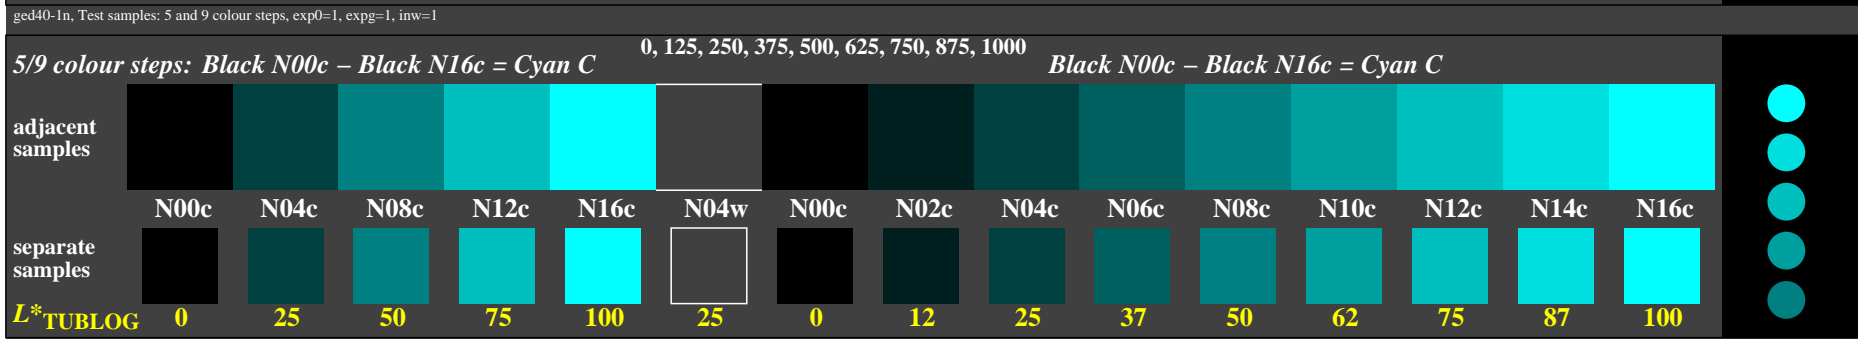 ged40-1n, Test samples: 5 and 9 colour steps, exp0=1, expg=1, inw=1
0, 125, 250, 375, 500, 625, 750, 875, 1000
5/9 colour steps: Black N00c – Black N16c = Cyan C
Black N00c – Black N16c = Cyan C
adjacent
samples
N00c N04c N08c N12c N16c N04w N00c N02c N04c N06c N08c N10c N12c N14c N16c
separate
samples
L*TUBLOG 0 25 50 75 100 25 0 12 25 37 50 62 75 87 100